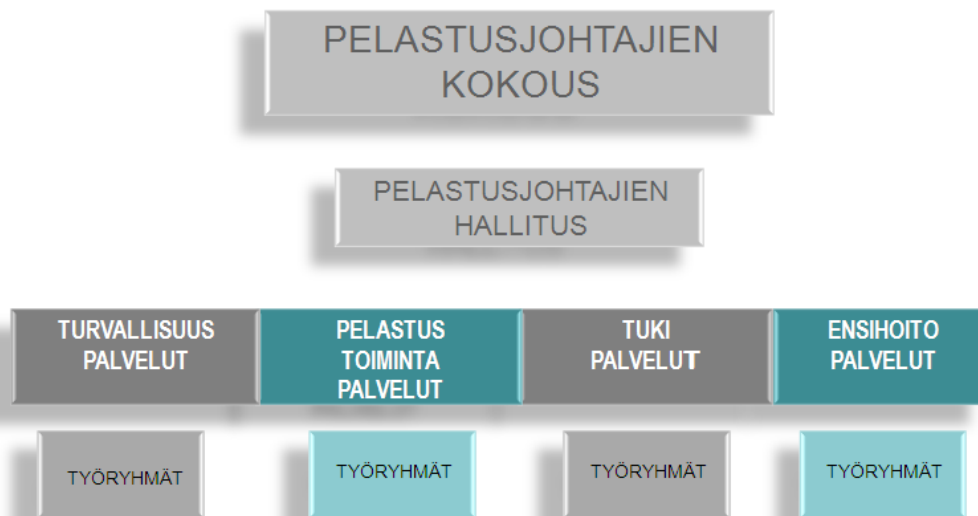 PELASTUSJOHTAJIEN
KOKOUS
PELASTUSJOHTAJIEN
HALLITUS
TURVALLISUUS
PALVELUT
PELASTUS
TOIMINTA
PALVELUT
TUKI
PALVELUT
ENSIHOITO
PALVELUT
TYÖRYHMÄT
TYÖRYHMÄT
TYÖRYHMÄT
TYÖRYHMÄT